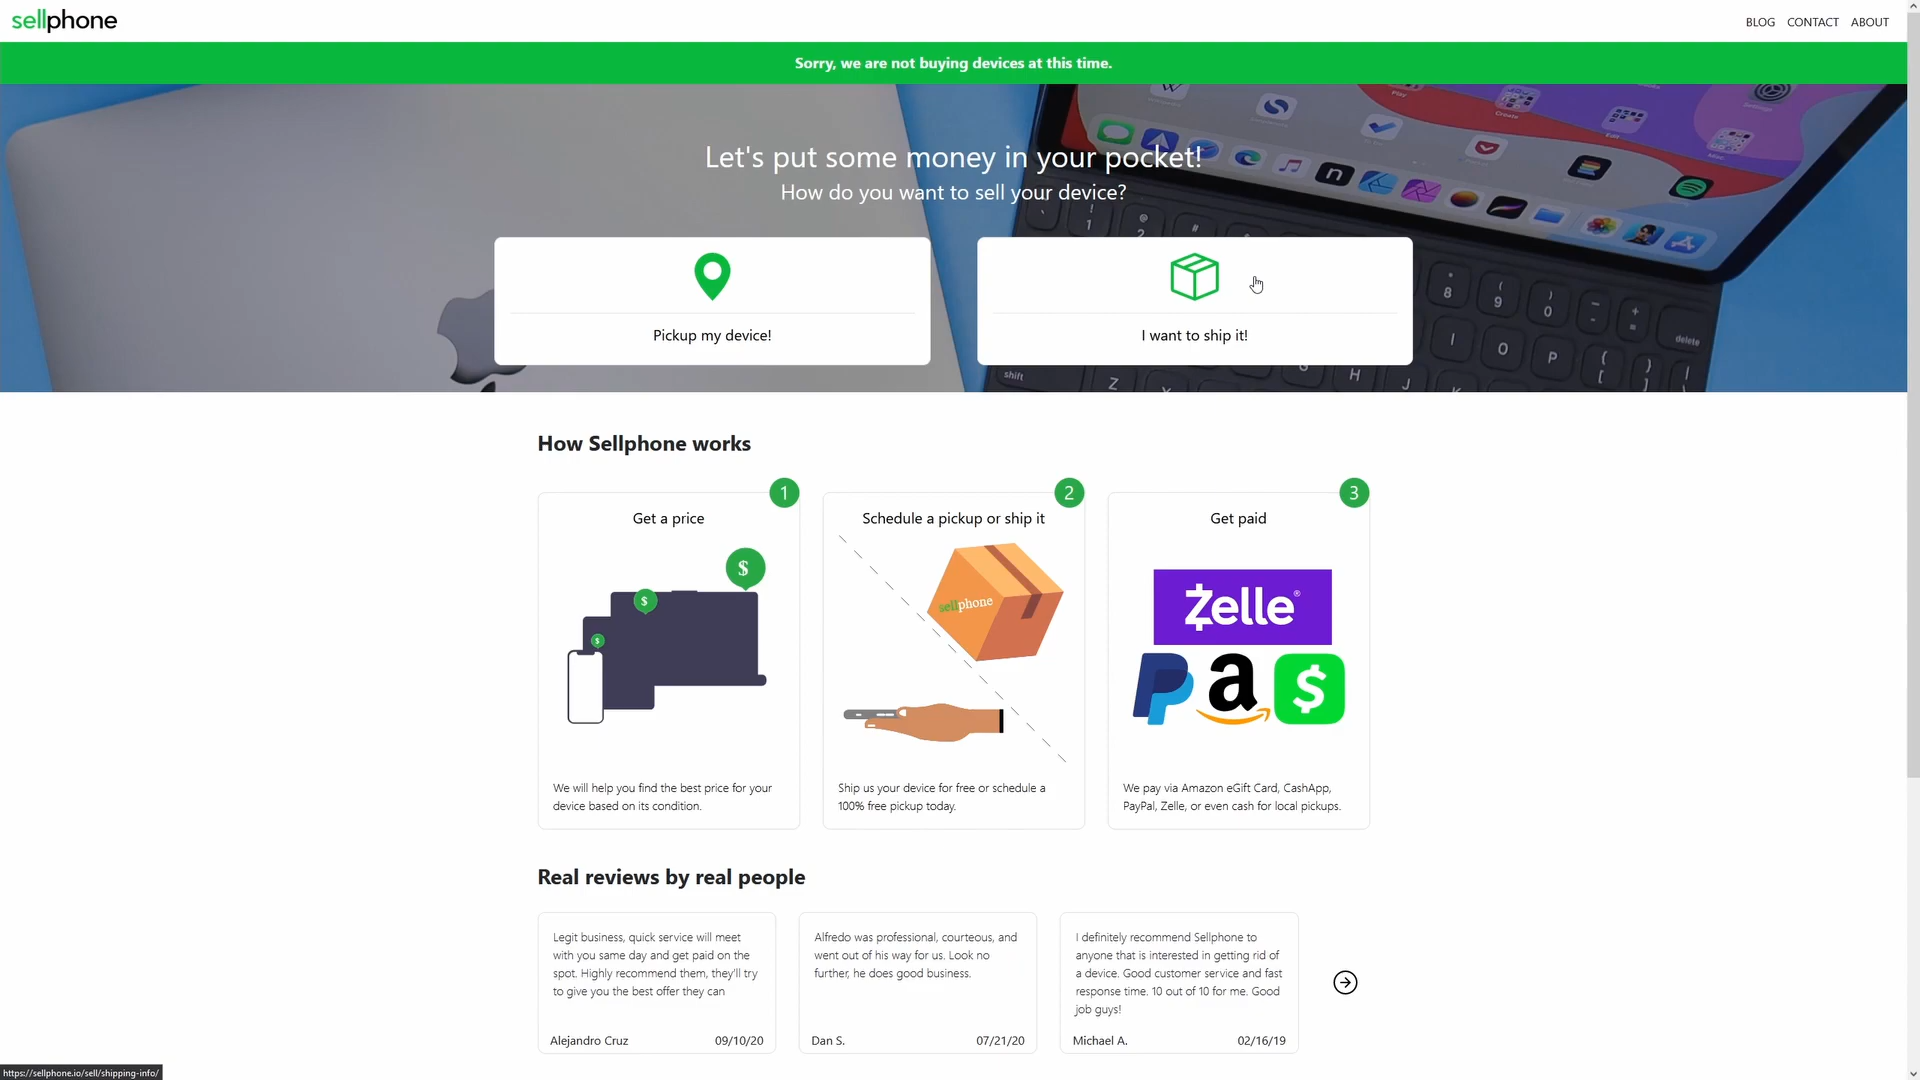 sellphone
BLOG CONTACT ABOUT
Sorry, we are not buying devices at this time.
Let's put some money in your pocket!
How do you want to sell your device?
Pickup my device!
I want to ship it!
How Sellphone works
1
Get a price
$
$
$
We will help you find the best price for your
device based on its condition.
2
Schedule a pickup or ship it
sellphone
Ship us your device for free or schedule a
100% free pickup today.
3
Get paid
Zelle®
We pay via Amazon eGift Card, CashApp,
PayPal, Zelle, or even cash for local pickups.
Real reviews by real people
Legit business, quick service will meet
with you same day and get paid on the
spot. Highly recommend them, they'll try
to give you the best offer they can
Alejandro Cruz 09/10/20
Alfredo was professional, courteous, and
went out of his way for us. Look no
further, he does good business.
Dan S. 07/21/20
I definitely recommend Sellphone to
anyone that is interested in getting rid of
a device. Good customer service and fast
response time. 10 out of 10 for me. Good
job guys!
Michael A. 02/16/19
https://sellphone.io/sell/shipping-info/